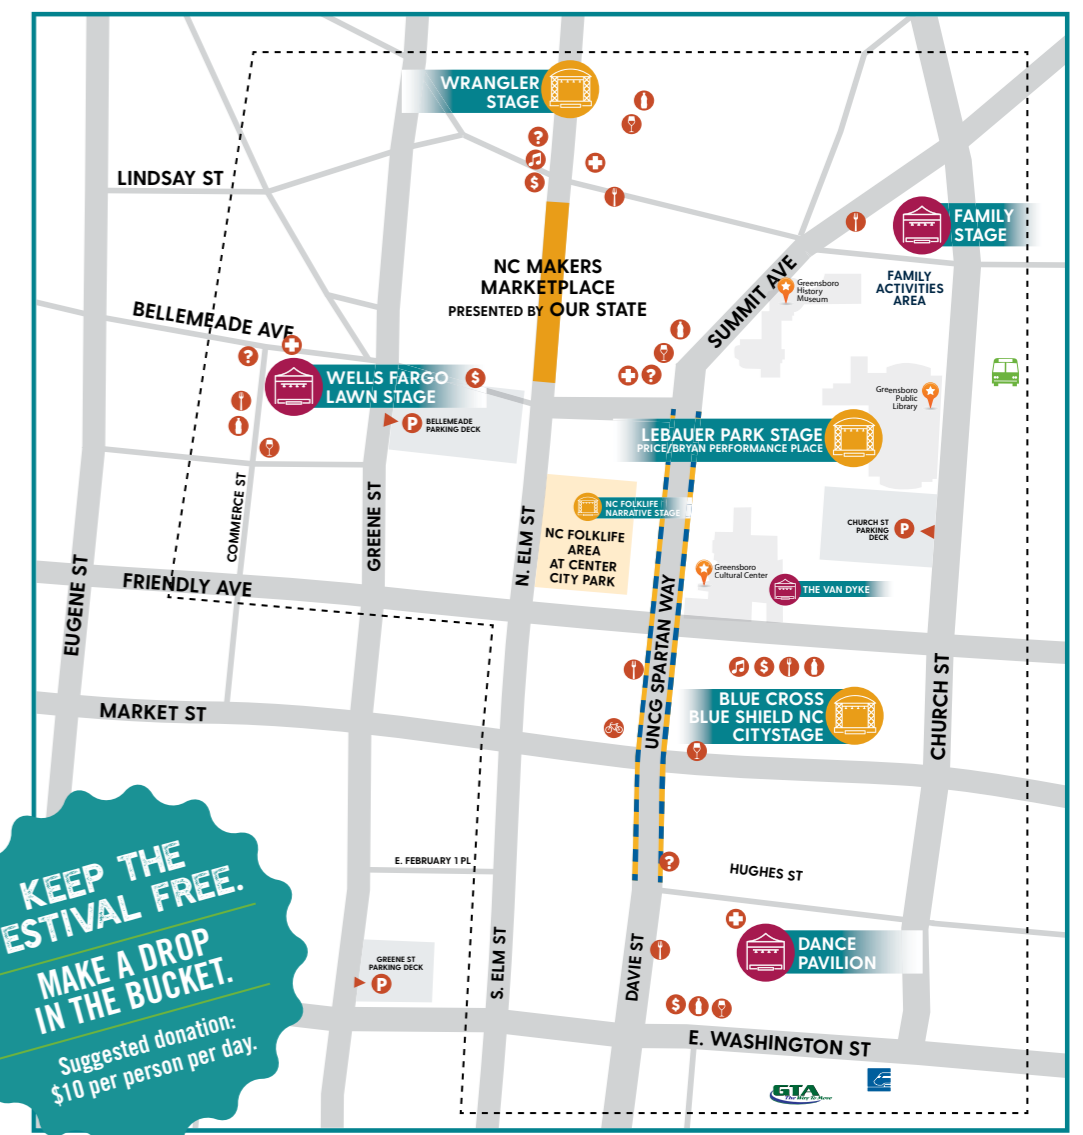 WRANGLER
STAGE
?
$
LINDSAY ST
FAMILY
STAGE
NC MAKERS
MARKETPLACE
PRESENTED BY OUR STATE
SUMMIT AVE
Greensboro
History
Museum
FAMILY
ACTIVITIES
AREA
BELLEMEADE AVE
?
?
WELLS FARGO
LAWN STAGE
$
P
BELLEMEADE
PARKING DECK
Greensboro
Public
Library
LEBAUER PARK STAGE
PRICE/BRYAN PERFORMANCE PLACE
COMMERCE ST
GREENE ST
N. ELM ST
NC FOLKLIFE
NARRATIVE STAGE
NC FOLKLIFE
AREA
AT CENTER
CITY PARK
CHURCH ST
PARKING
DECK
P
Greensboro
Cultural Center
THE VAN DYKE
EUGENE ST
FRIENDLY AVE
UNCG SPARTAN WAY
$
BLUE CROSS
BLUE SHIELD NC
CITYSTAGE
CHURCH ST
MARKET ST
E. FEBRUARY 1 PL
?
HUGHES ST
KEEP THE
ESTIVAL FREE.
MAKE A DROP
IN THE BUCKET.
Suggested donation:
$10 per person per day.
GREENE ST
PARKING DECK
P
S. ELM ST
DAVIE ST
DANCE
PAVILION
$
E. WASHINGTON ST
GTA
The Way To Move